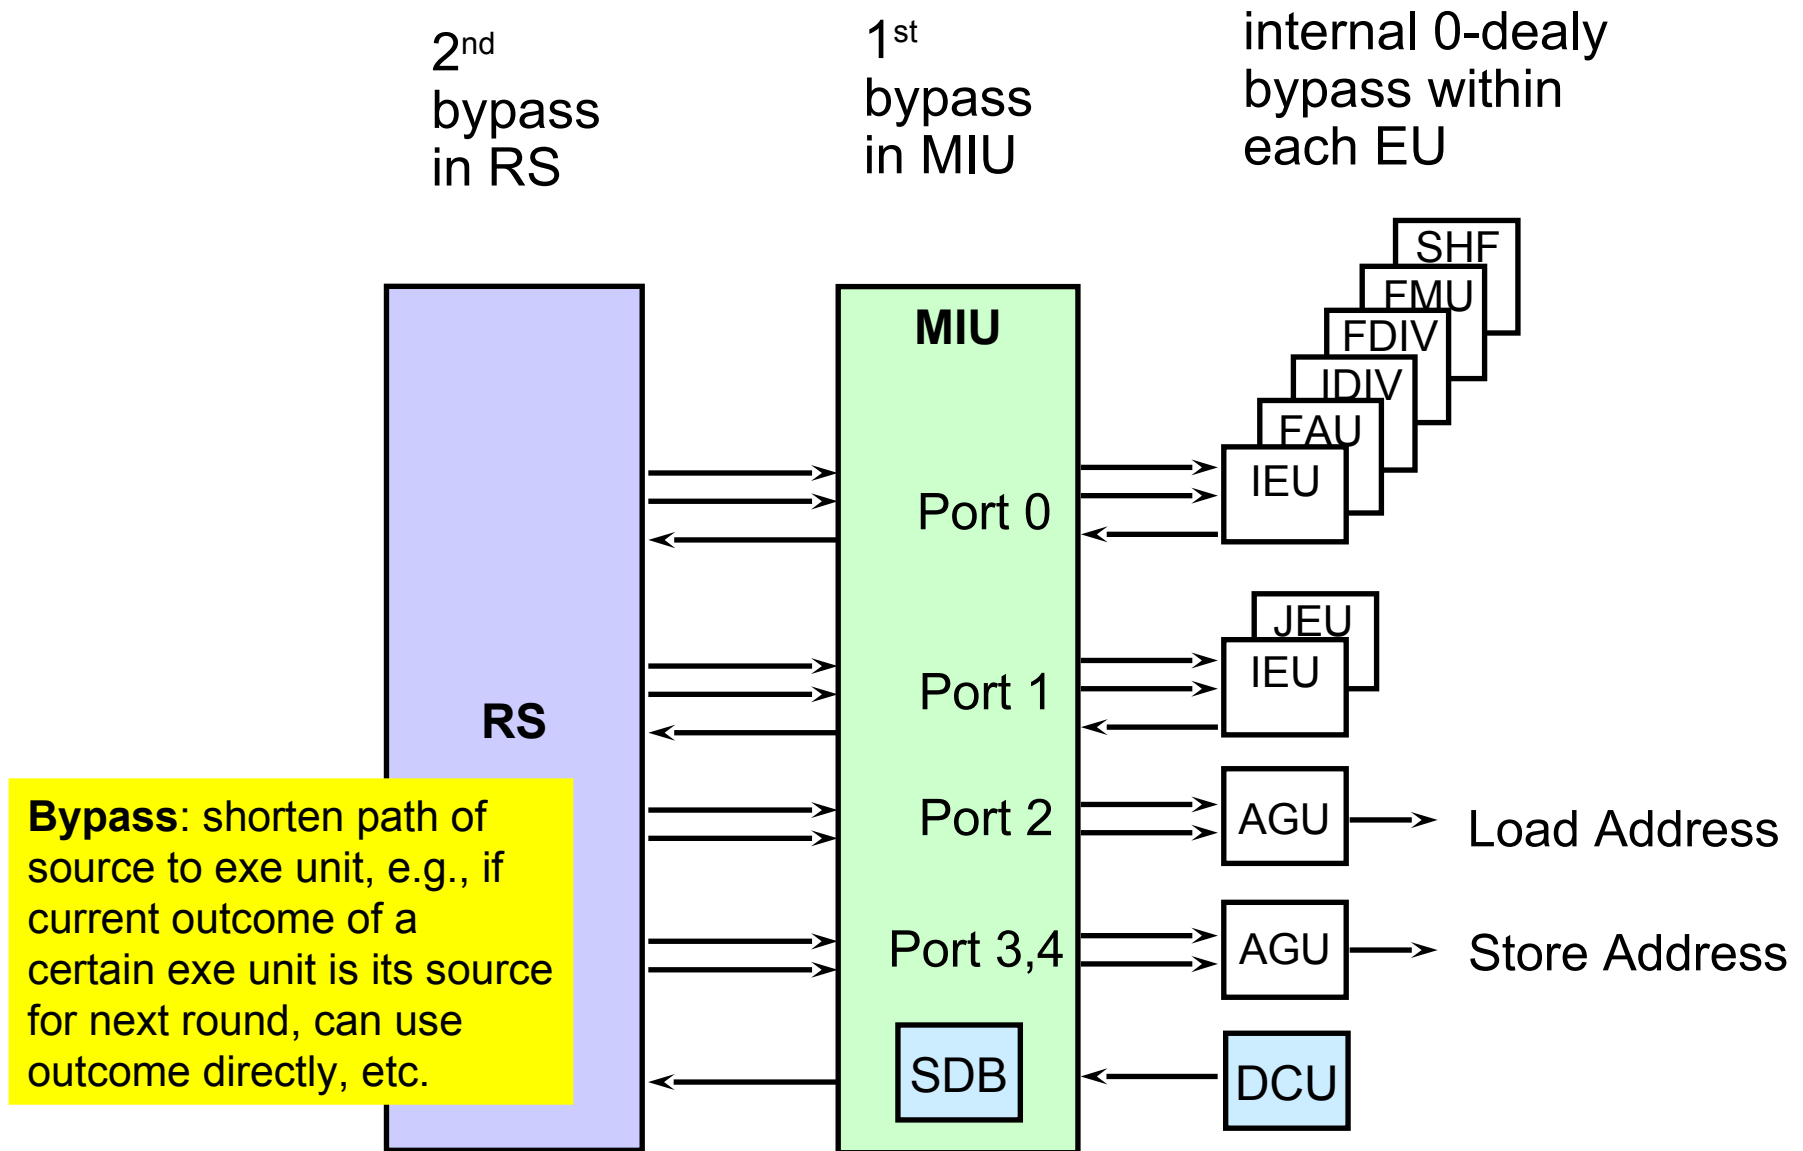 2nd
bypass
in RS
1st
bypass
in MIU
internal 0-dealy
bypass within
each EU
SHF
FMU
FDIV
IDIV
FAU
IEU
MIU
Port 0
JEU
IEU
Port 1
RS
Bypass: shorten path of
source to exe unit, e.g., if
current outcome of a
certain exe unit is its source
for next round, can use
outcome directly, etc.
Port 2
AGU
Load Address
Port 3,4
AGU
Store Address
SDB
DCU